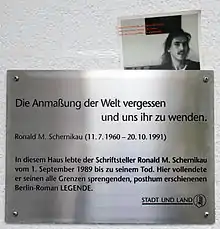 Die Anmaßung der Welt vergessen
und uns ihr zu wenden.
Ronald M. Schernikau (11.7.1960 – 20.10.1991)
In diesem Haus lebte der Schriftsteller Ronald M. Schernikau
vom 1. September 1989 bis zu seinem Tod. Hier vollendete
er seinen alle Grenzen sprengenden, posthum erschienenen
Berlin-Roman LEGENDE.
STADT UND LAND